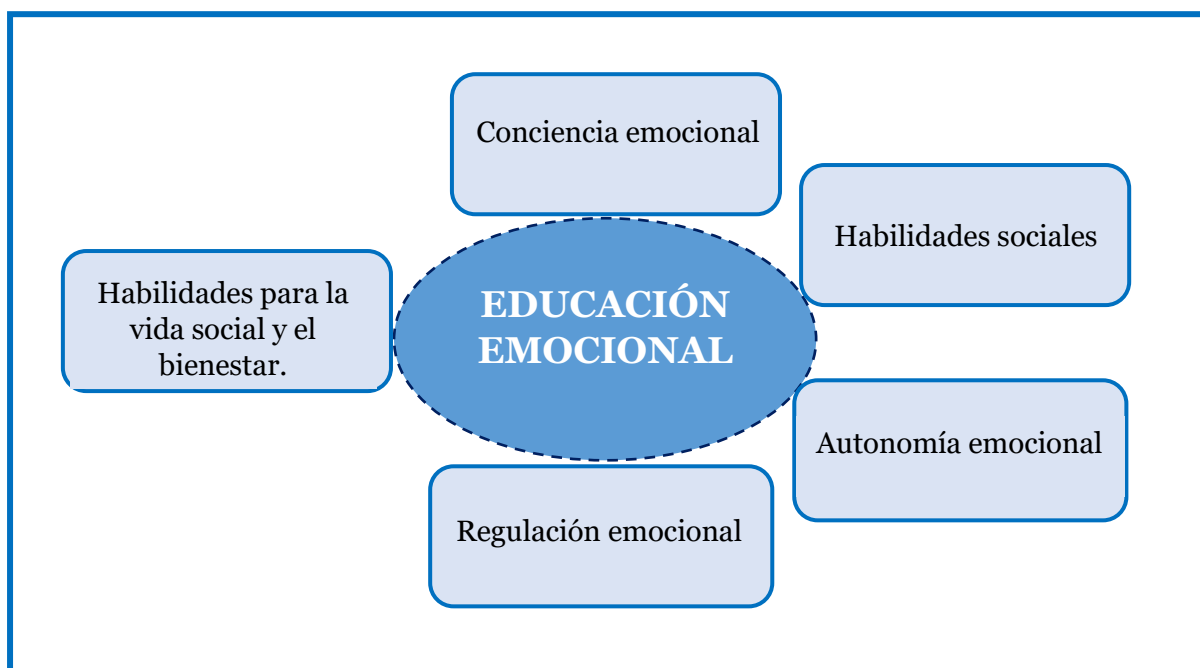 Conciencia emocional
Habilidades sociales
Habilidades para la
vida social y el
bienestar.
EDUCACIÓN
EMOCIONAL
Autonomía emocional
Regulación emocional